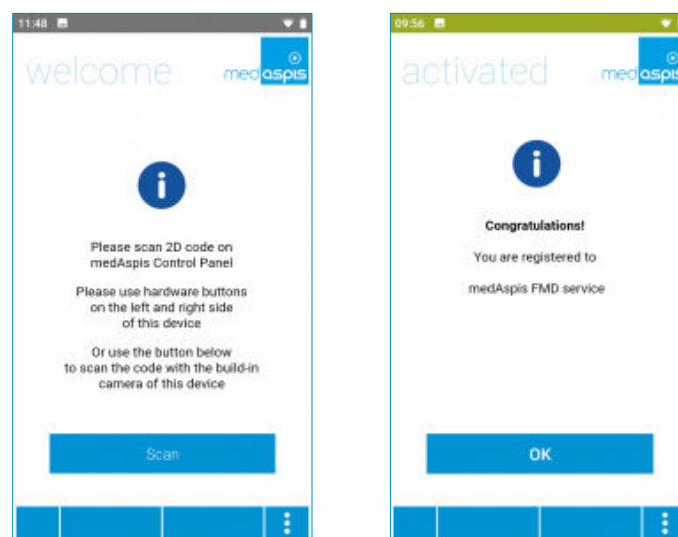 11:48
welcome
medaspis
Please scan 2D code on
medAspis Control Panel
Please use hardware buttons
on the left and right side
of this device
Or use the button below
to scan the code with the build-in
camera of this device
Scan
09:56
activated
medaspis
Congratulations!
You are registered to
medAspis FMD service
OK